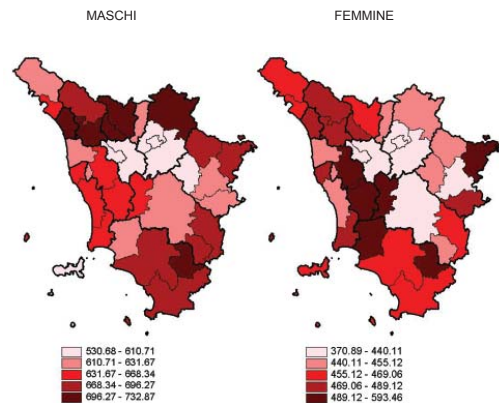 MASCHI
FEMMINE
530.68 - 610.71
610.71 - 631.67
631.67 - 668.34
668.34 - 696.27
696.27 - 732.87
370.89 - 440.11
440.11 - 455.12
455.12 - 469.06
469.06 - 489.12
489.12 - 593.46